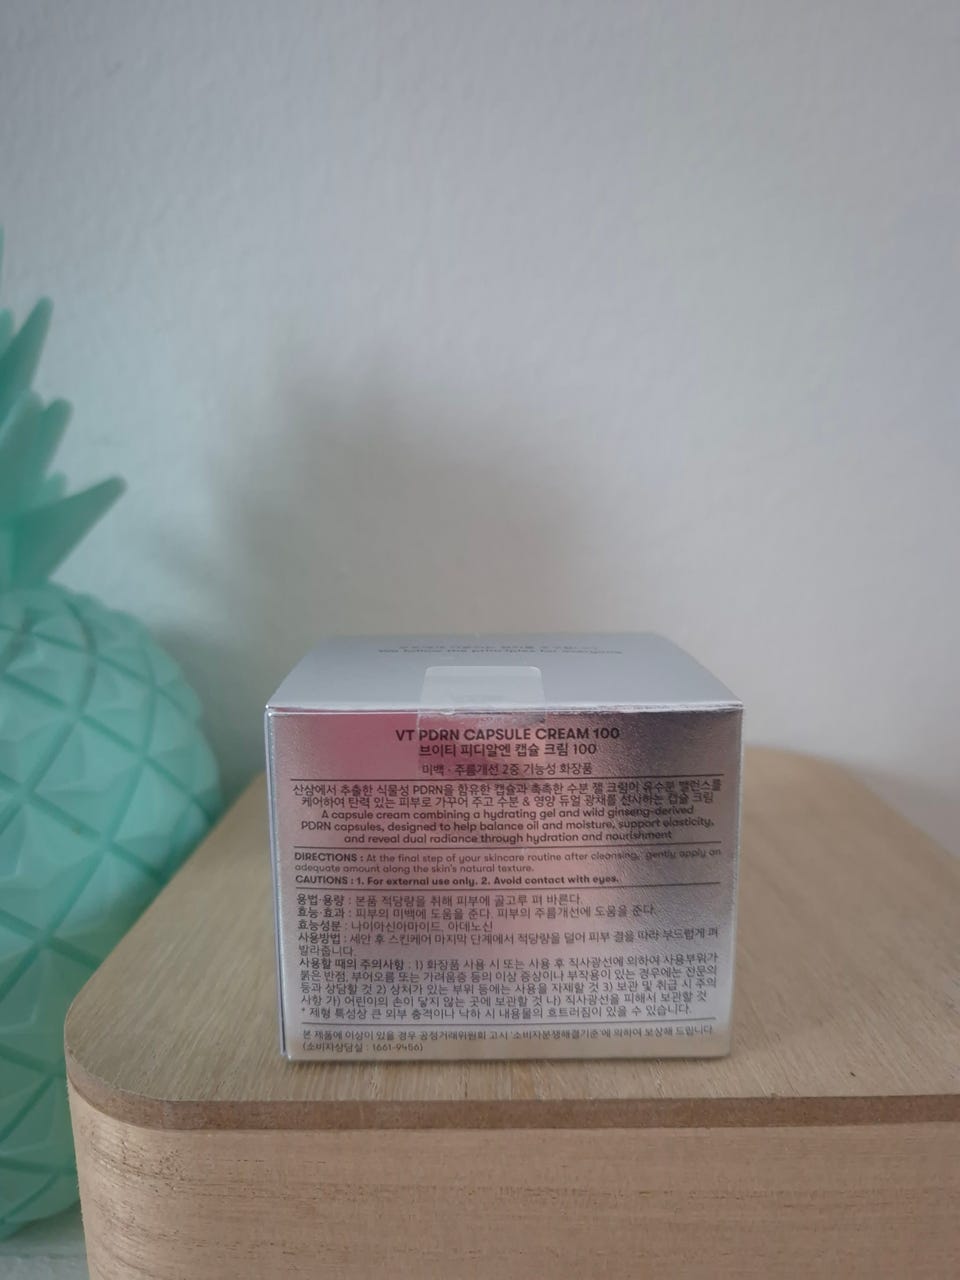 We follow the principles for everyone
VT PDRN CAPSULE CREAM 100
브이티 피디알엔 캡슐 크림 100
미백 · 주름개선 2중 기능성 화장품
산삼에서 추출한 식물성 PDRN을 함유한 캡슐과 촉촉한 수분 젤 크림이 유수분 밸런스를
케어하여 탄력 있는 피부로 가꾸어 주고 수분 & 영양 듀얼 광채를 선사하는 캡슐 크림
A capsule cream combining a hydrating gel and wild ginseng-derived
PDRN capsules, designed to help balance oil and moisture, support elasticity,
and reveal dual radiance through hydration and nourishment
DIRECTIONS : At the final step of your skincare routine after cleansing, gently apply an
adequate amount along the skin's natural texture.
CAUTIONS : 1. For external use only. 2. Avoid contact with eyes.
용법·용량 : 본품 적당량을 취해 피부에 골고루 펴 바른다.
효능·효과 : 피부의 미백에 도움을 준다. 피부의 주름개선에 도움을 준다.
효능성분 : 나이아신아마이드, 아데노신
사용방법 : 세안 후 스킨케어 마지막 단계에서 적당량을 덜어 피부 결을 따라 부드럽게 펴
발라줍니다.
사용할 때의 주의사항 : 1) 화장품 사용 시 또는 사용 후 직사광선에 의하여 사용부위가
붉은 반점, 부어오름 또는 가려움증 등의 이상 증상이나 부작용이 있는 경우에는 전문의
등과 상담할 것 2) 상처가 있는 부위 등에는 사용을 자제할 것 3) 보관 및 취급 시 주의
사항 가) 어린이의 손이 닿지 않는 곳에 보관할 것 나) 직사광선을 피해서 보관할 것
* 제형 특성상 큰 외부 충격이나 낙하 시 내용물의 흐트러짐이 있을 수 있습니다.
본 제품에 이상이 있을 경우 공정거래위원회 고시 '소비자분쟁해결기준'에 의하여 보상해 드립니다.
(소비자상담실 : 1661-9456)